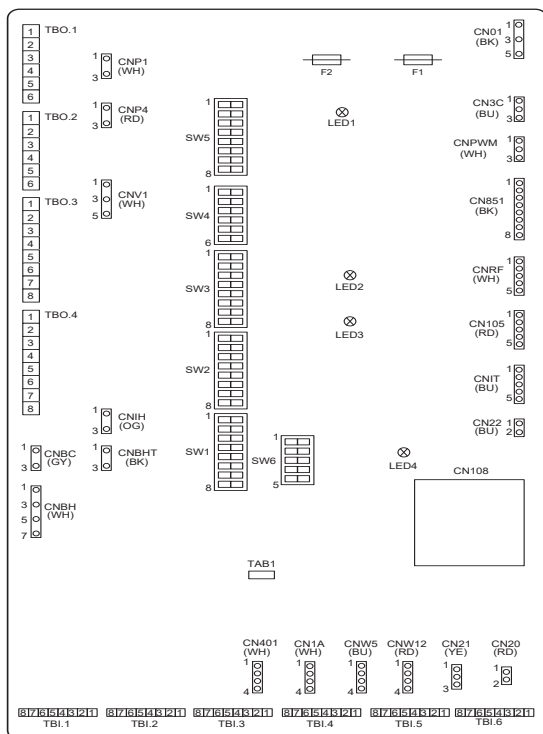 TBO.1
1
2
3
4
5
6
CNP1
(WH)
1
3
F2
F1
CN01
(BK)
1
3
5
TBO.2
1
2
3
4
5
6
CNP4
(RD)
1
3
SW5
1
8
LED1
CN3C
(BU)
1
3
CNPWM
(WH)
1
3
TBO.3
1
2
3
4
5
6
7
8
CNV1
(WH)
1
3
5
SW4
1
6
CN851
(BK)
1
8
SW3
1
8
LED2
CNRF
(WH)
1
5
TBO.4
1
2
3
4
5
6
7
8
SW2
1
8
LED3
CN105
(RD)
1
5
CNIT
(BU)
1
5
CNIH
(OG)
1
3
SW1
1
8
SW6
1
5
CN22
(BU)
1
2
CNBC
(GY)
1
3
CNBHT
(BK)
1
3
LED4
CN108
CNBH
(WH)
1
3
5
7
TAB1
CN401
(WH)
1
4
CN1A
(WH)
1
4
CNW5
(BU)
1
4
CNW12
(RD)
1
4
CN21
(YE)
1
3
CN20
(RD)
1
2
8 7 6 5 4 3 2 1
TBI.1
8 7 6 5 4 3 2 1
TBI.2
8 7 6 5 4 3 2 1
TBI.3
8 7 6 5 4 3 2 1
TBI.4
8 7 6 5 4 3 2 1
TBI.5
8 7 6 5 4 3 2 1
TBI.6